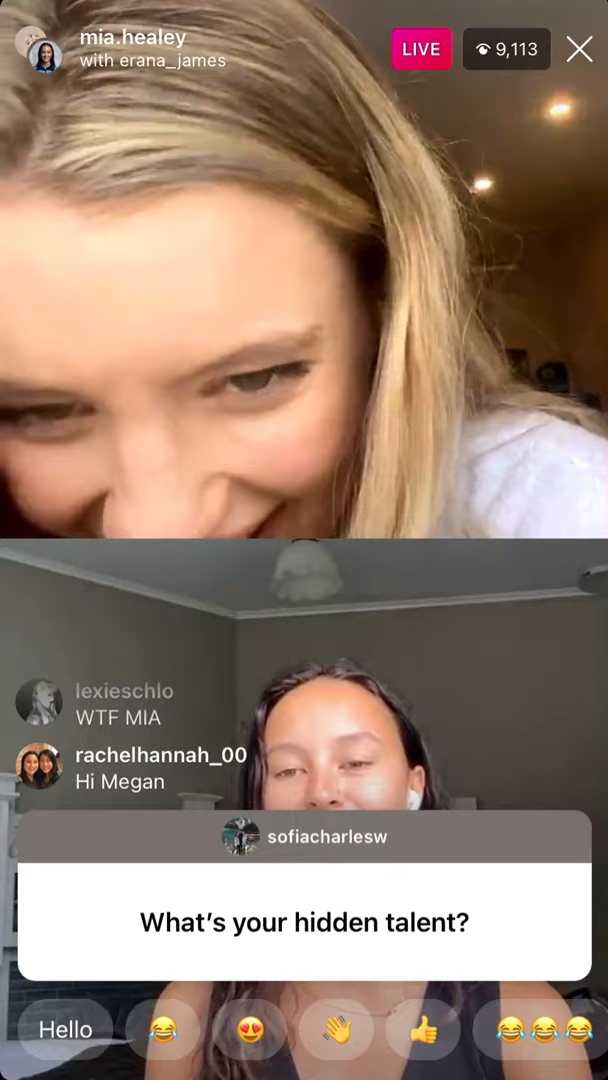 mia.healey
with erana_james
LIVE
9,113
lexieschlo
WTF MIA
rachelhannah_00
Hi Megan
sofiacharlesw
What's your hidden talent?
Hello